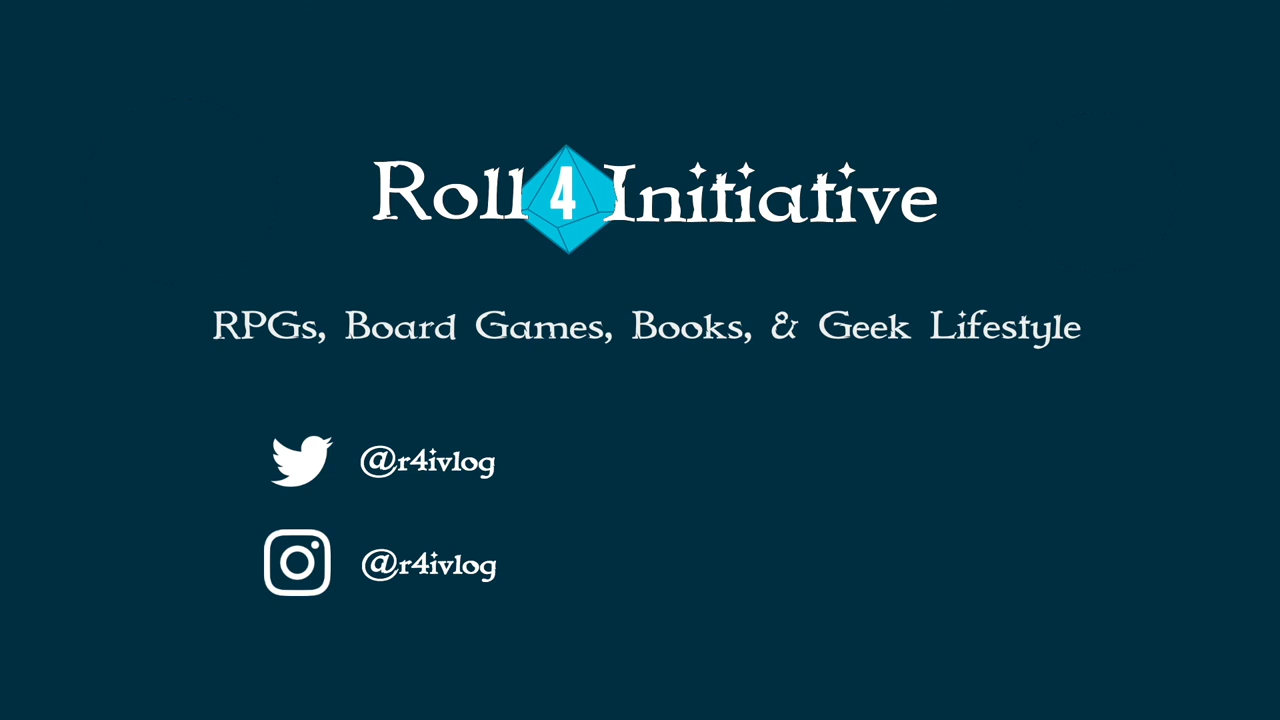 Roll 4 Initiative
RPGs, Board Games, Books, & Geek Lifestyle
@r4ivlog
@r4ivlog